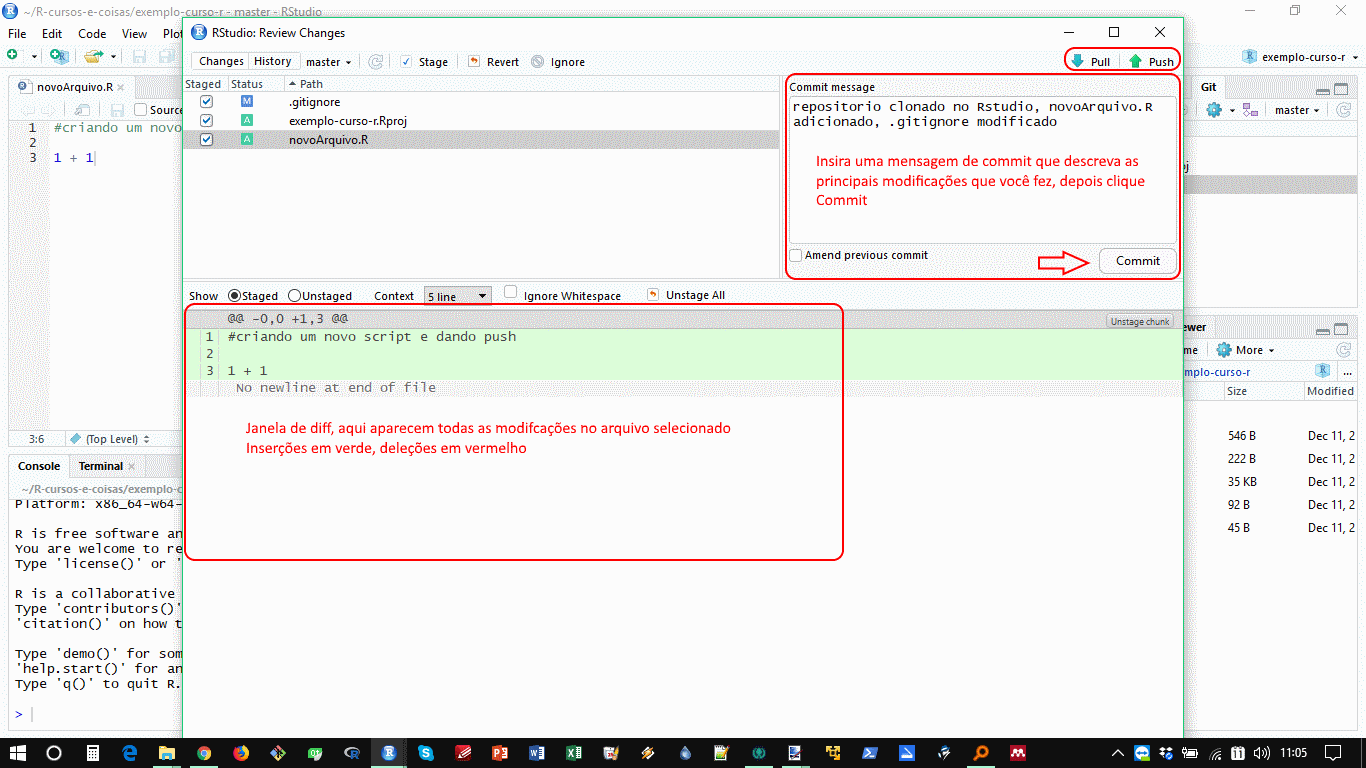 ~/R-cursos-e-coisas/exemplo-curso-r - master - RStudio
File Edit Code View
exemplo-curso-r
RStudio: Review Changes
Changes History master Stage Revert Ignore Pull Push
Staged Status Path
M .gitignore
A exemplo-curso-r.Rproj
A novoArquivo.R
Commit message
repositorio clonado no Rstudio, novoArquivo.R
adicionado, .gitignore modificado
Insira uma mensagem de commit que descreva as
principais modificações que você fez, depois clique
Commit
Amend previous commit
Commit
Show Staged Unstaged Context 5 line Ignore Whitespace Unstage All
@@ -0,0 +1,3 @@
Unstage chunk
1 #criando um novo script e dando push
2
3 1 + 1
No newline at end of file
Janela de diff, aqui aparecem todas as modifcações no arquivo selecionado
Inserções em verde, deleções em vermelho
novoArquivo.R
Source
1 #criando um novo
2
3 1 + 1
3:6 (Top Level)
Console Terminal
~/R-cursos-e-coisas/exemplo-c
Platform: x86_64-w64-
R is free software an
You are welcome to re
Type 'license()' or '
R is a collaborative
Type 'contributors()'
'citation()' on how t
Type 'demo()' for som
'help.start()' for an
Type 'q()' to quit R.
>
Git
master
More
mplo-curso-r
Size Modified
546 B Dec 11, 2
222 B Dec 11, 2
35 KB Dec 11, 2
92 B Dec 11, 2
45 B Dec 11, 2
11:05